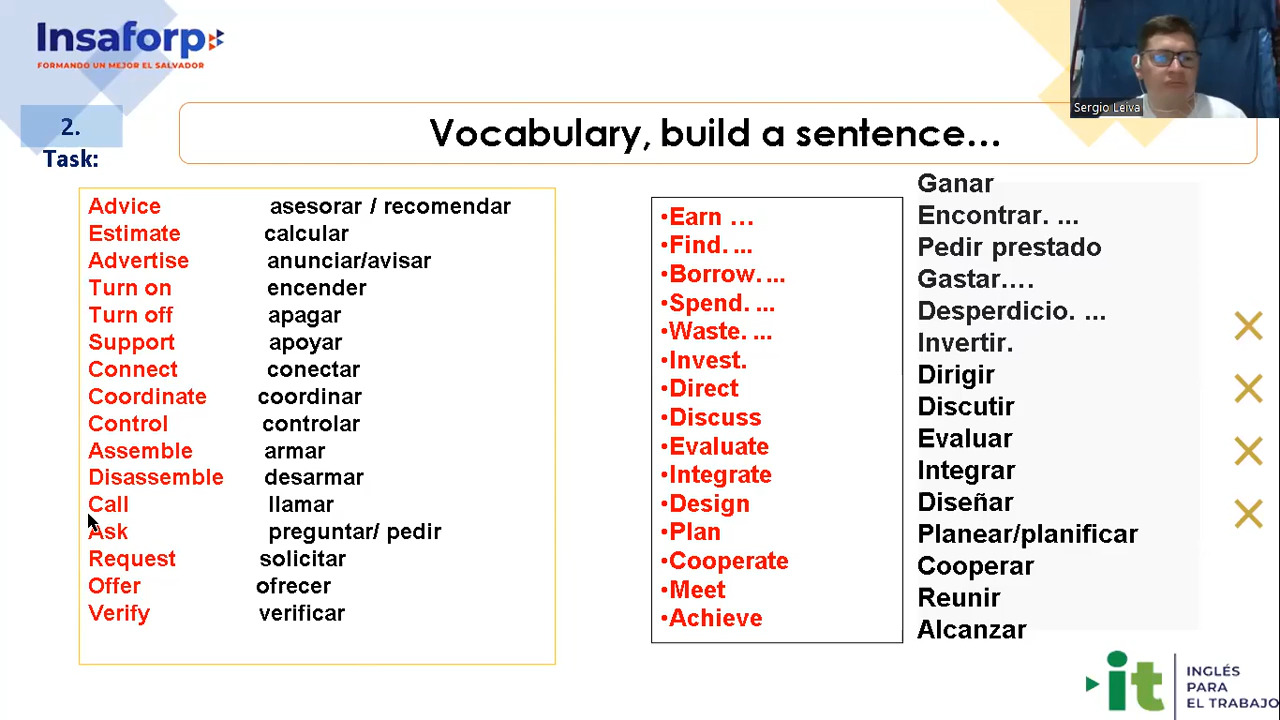 Insaforp
FORMANDO UN MEJOR EL SALVADOR
Sergio Leiva
2.
Task:
Vocabulary, build a sentence...
Advice asesorar / recomendar
Estimate calcular
Advertise anunciar/avisar
Turn on encender
Turn off apagar
Support apoyar
Connect conectar
Coordinate coordinar
Control controlar
Assemble armar
Disassemble desarmar
Call llamar
Ask preguntar/ pedir
Request solicitar
Offer ofrecer
Verify verificar
•Earn …
•Find. ...
•Borrow. ...
•Spend. ...
•Waste. ...
•Invest.
•Direct
•Discuss
•Evaluate
•Integrate
•Design
•Plan
•Cooperate
•Meet
•Achieve
Ganar
Encontrar. ...
Pedir prestado
Gastar….
Desperdicio. ...
Invertir.
Dirigir
Discutir
Evaluar
Integrar
Diseñar
Planear/planificar
Cooperar
Reunir
Alcanzar
it
INGLÉS
PARA
EL TRABAJO